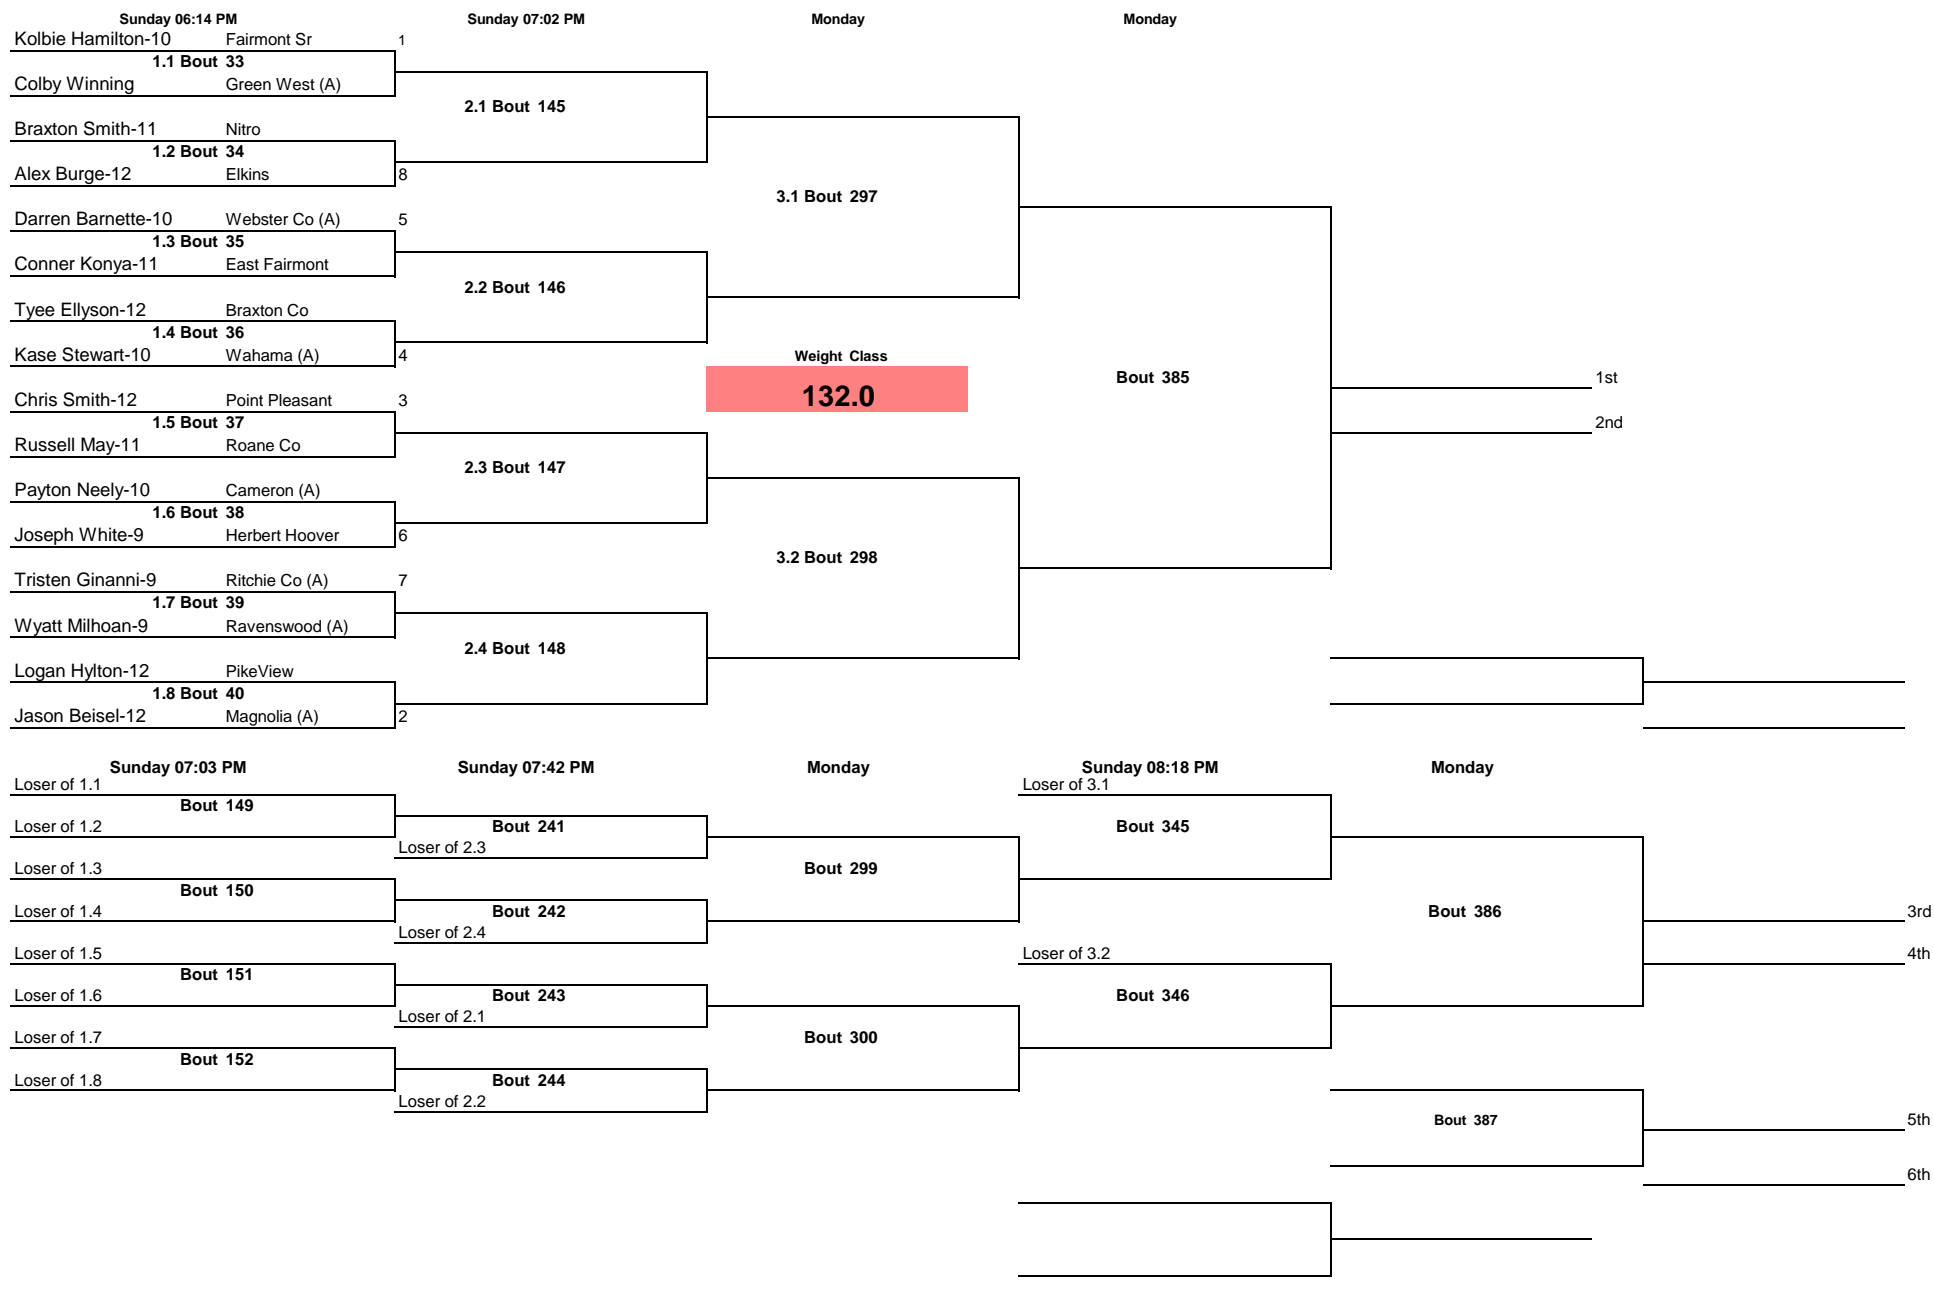 Sunday 06:14 PM Sunday 07:02 PM Monday Monday
Kolbie Hamilton-10 Fairmont Sr 1
1.1 Bout 33
Colby Winning Green West (A)
2.1 Bout 145
Braxton Smith-11 Nitro
1.2 Bout 34
Alex Burge-12 Elkins 8
3.1 Bout 297
Darren Barnette-10 Webster Co (A) 5
1.3 Bout 35
Conner Konya-11 East Fairmont
2.2 Bout 146
Tyee Ellyson-12 Braxton Co
1.4 Bout 36
Kase Stewart-10 Wahama (A) 4
Weight Class
132.0
Bout 385
1st
2nd
Chris Smith-12 Point Pleasant 3
1.5 Bout 37
Russell May-11 Roane Co
2.3 Bout 147
Payton Neely-10 Cameron (A)
1.6 Bout 38
Joseph White-9 Herbert Hoover 6
3.2 Bout 298
Tristen Ginanni-9 Ritchie Co (A) 7
1.7 Bout 39
Wyatt Milhoan-9 Ravenswood (A)
2.4 Bout 148
Logan Hylton-12 PikeView
1.8 Bout 40
Jason Beisel-12 Magnolia (A) 2
Sunday 07:03 PM Sunday 07:42 PM Monday Sunday 08:18 PM Monday
Loser of 1.1 Loser of 3.1
Bout 149
Loser of 1.2 Bout 241 Bout 345
Loser of 2.3
Loser of 1.3 Bout 299
Bout 150
Loser of 1.4 Bout 242 Bout 386 3rd
Loser of 2.4
Loser of 1.5 Loser of 3.2 4th
Bout 151
Loser of 1.6 Bout 243 Bout 346
Loser of 2.1
Loser of 1.7 Bout 300
Bout 152
Loser of 1.8 Bout 244
Loser of 2.2
Bout 387 5th
6th